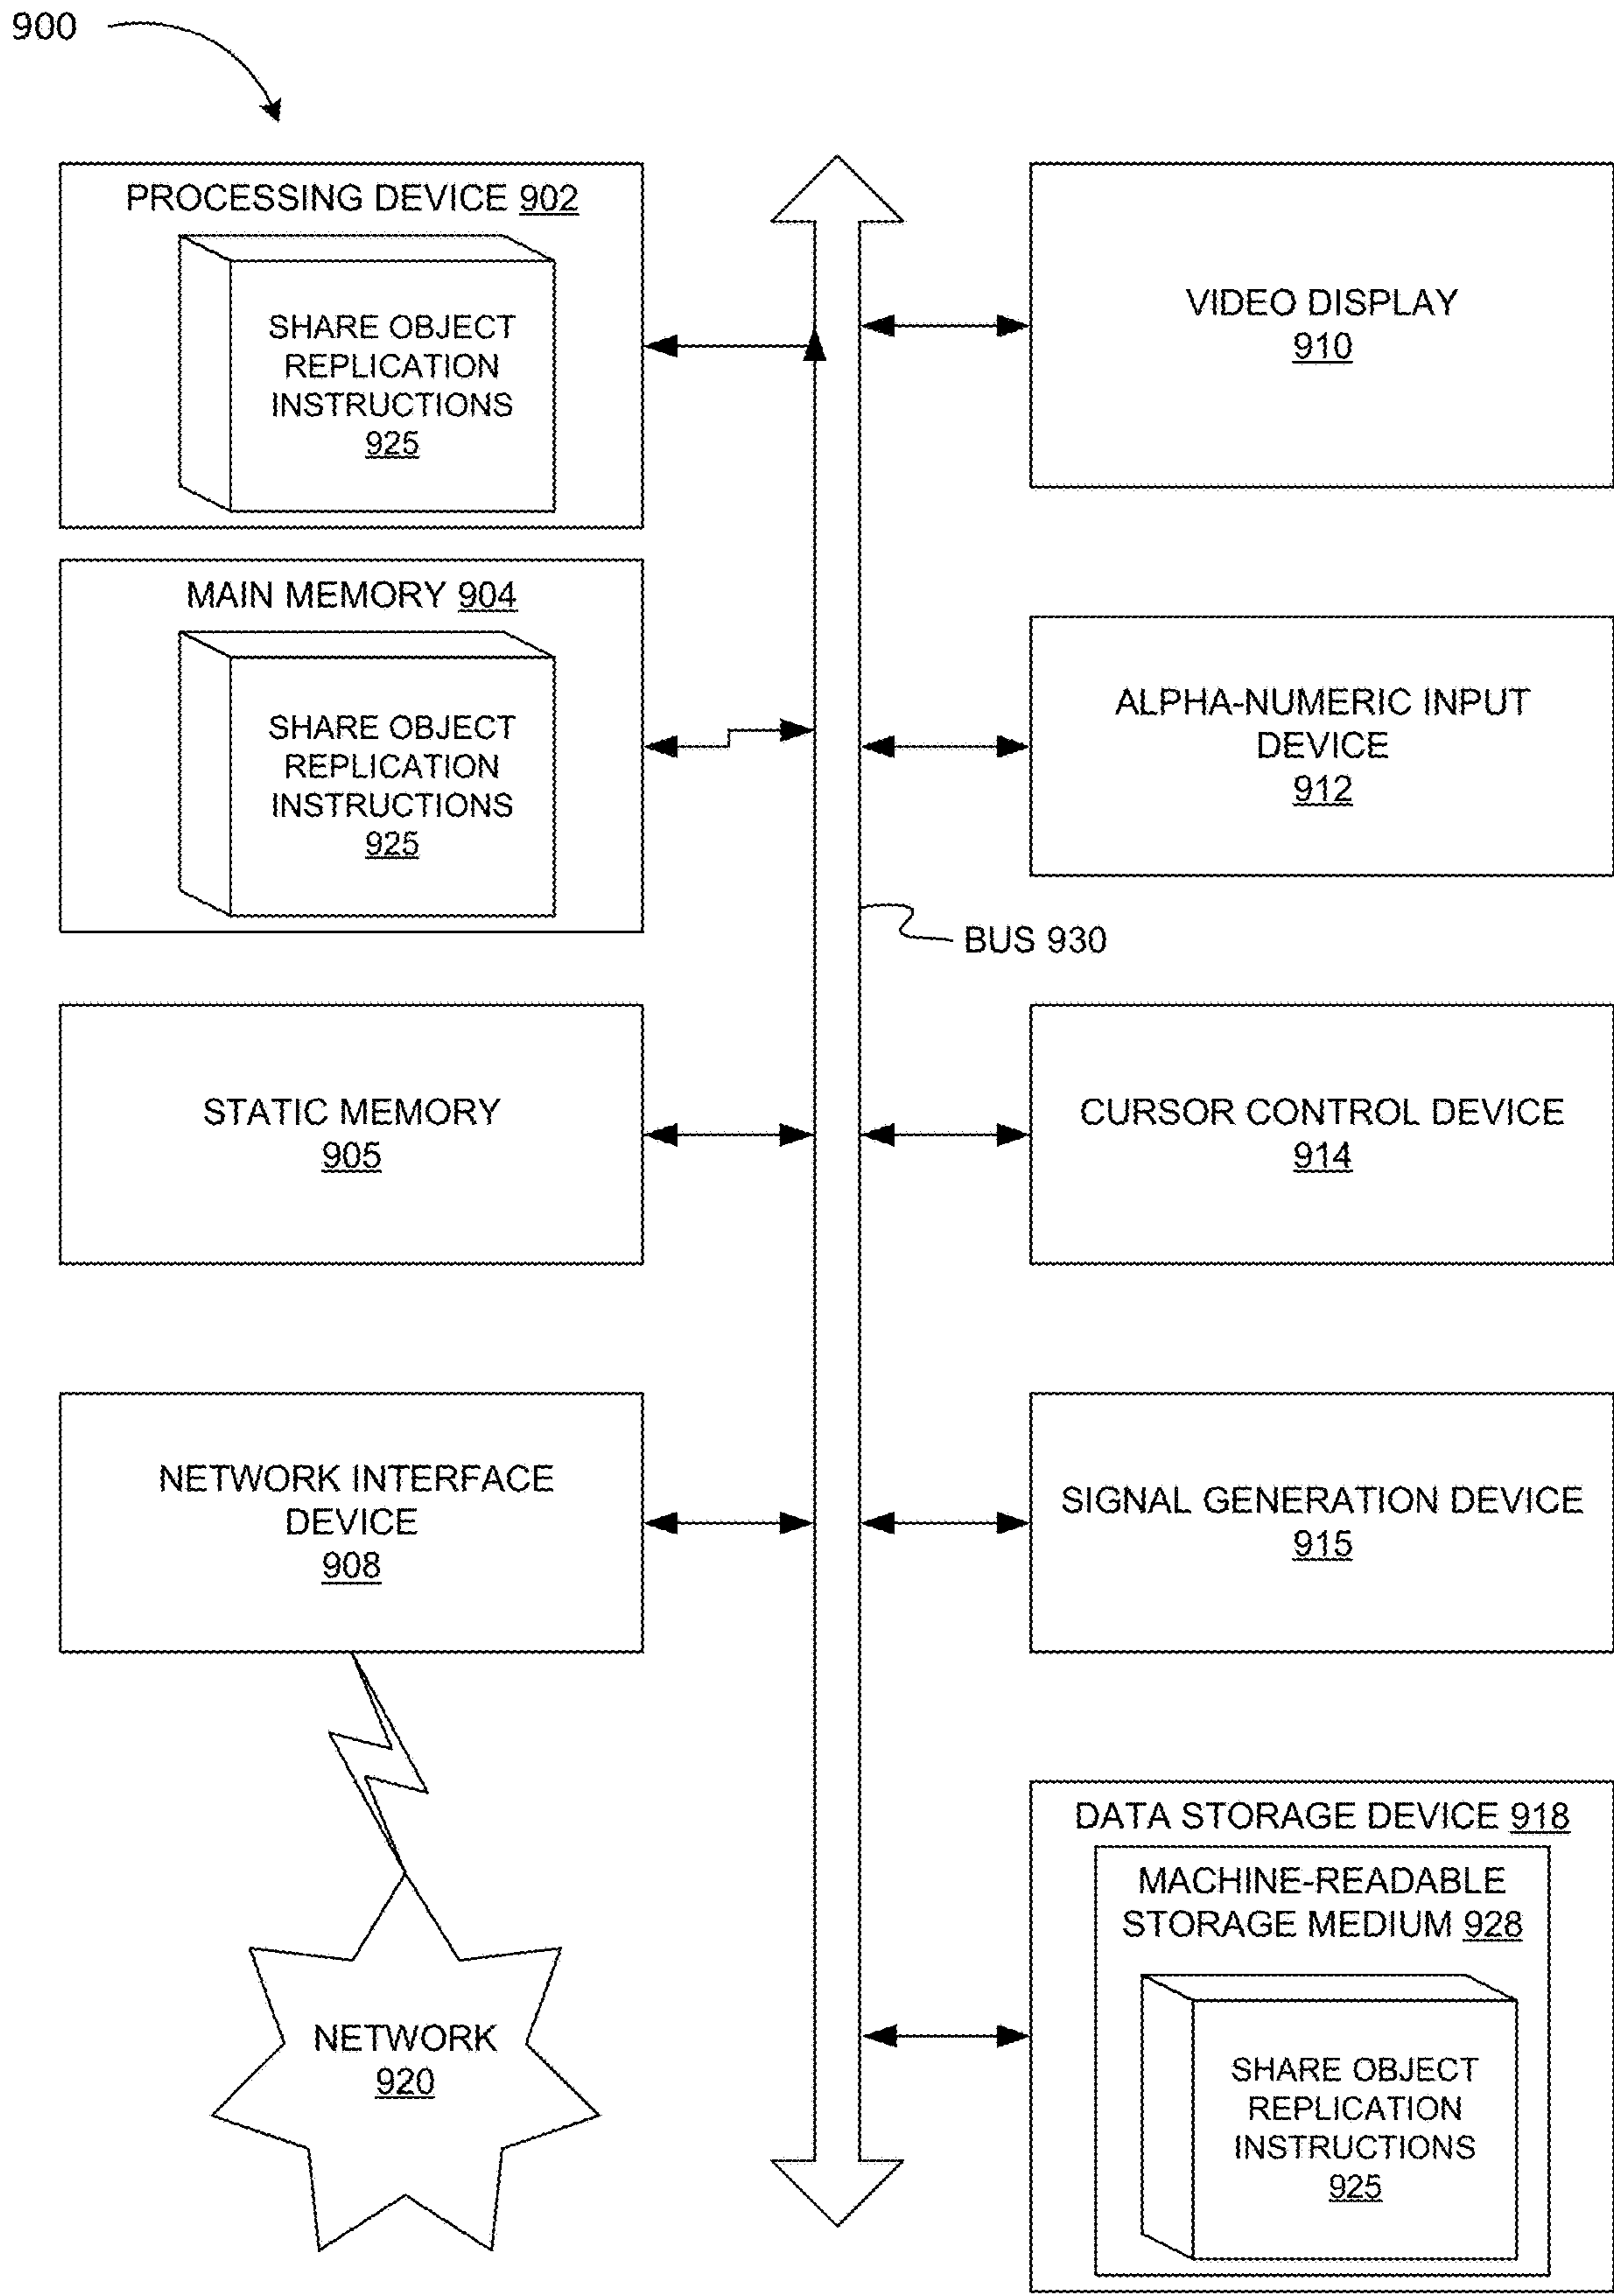 900
PROCESSING DEVICE 902
SHARE OBJECT
REPLICATION
INSTRUCTIONS
925
MAIN MEMORY 904
SHARE OBJECT
REPLICATION
INSTRUCTIONS
925
STATIC MEMORY
905
NETWORK INTERFACE
DEVICE
908
NETWORK
920
VIDEO DISPLAY
910
ALPHA-NUMERIC INPUT
DEVICE
912
BUS 930
CURSOR CONTROL DEVICE
914
SIGNAL GENERATION DEVICE
915
DATA STORAGE DEVICE 918
MACHINE-READABLE
STORAGE MEDIUM 928
SHARE OBJECT
REPLICATION
INSTRUCTIONS
925